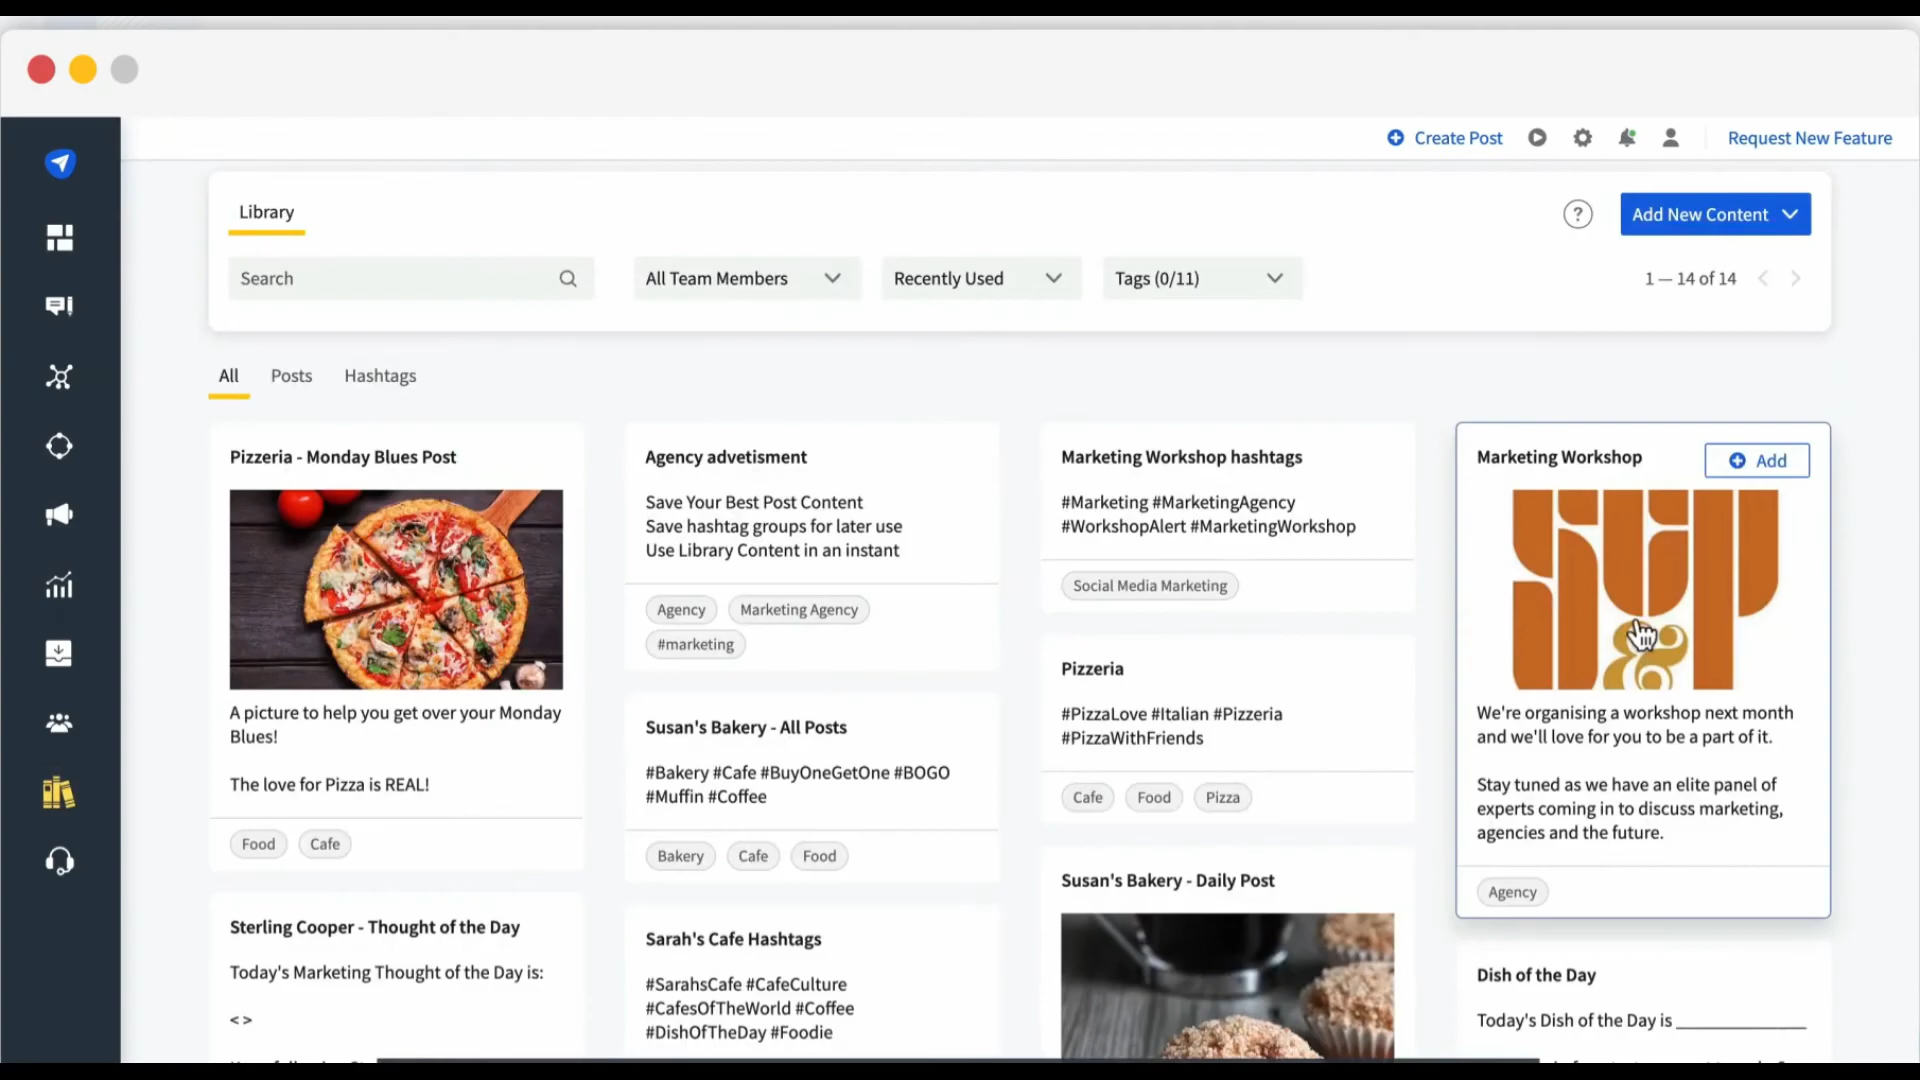 Create Post
Request New Feature
Library
Add New Content
Search
All Team Members
Recently Used
Tags (0/11)
1 — 14 of 14
All
Posts
Hashtags
Pizzeria - Monday Blues Post
A picture to help you get over your Monday
Blues!
The love for Pizza is REAL!
Food
Cafe
Sterling Cooper - Thought of the Day
Today's Marketing Thought of the Day is:
< >
Agency advetisment
Save Your Best Post Content
Save hashtag groups for later use
Use Library Content in an instant
Agency
Marketing Agency
#marketing
Susan's Bakery - All Posts
#Bakery #Cafe #BuyOneGetOne #BOGO
#Muffin #Coffee
Bakery
Cafe
Food
Sarah's Cafe Hashtags
#SarahsCafe #CafeCulture
#CafesOfTheWorld #Coffee
#DishOfTheDay #Foodie
Marketing Workshop hashtags
#Marketing #MarketingAgency
#WorkshopAlert #MarketingWorkshop
Social Media Marketing
Pizzeria
#PizzaLove #Italian #Pizzeria
#PizzaWithFriends
Cafe
Food
Pizza
Susan's Bakery - Daily Post
Marketing Workshop
Add
&
We're organising a workshop next month
and we'll love for you to be a part of it.
Stay tuned as we have an elite panel of
experts coming in to discuss marketing,
agencies and the future.
Agency
Dish of the Day
Today's Dish of the Day is ______________